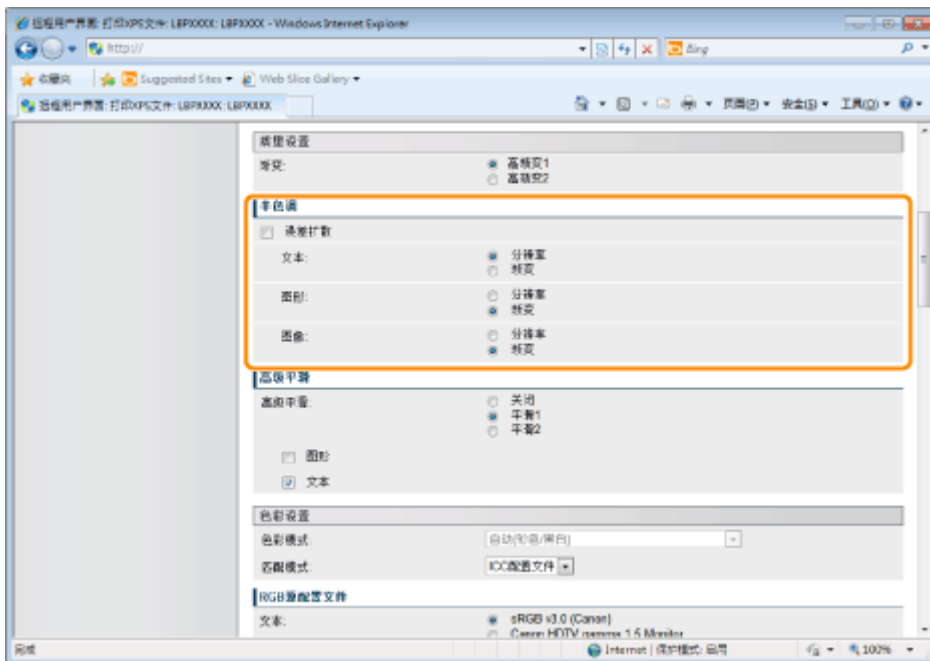 远程用户界面: 打印XPS文件: LBPXXXX: LBPXXXX - Windows Internet Explorer
http://
Bing
收藏夹 Suggested Sites Web Slice Gallery
远程用户界面: 打印XPS文件: LBPXXXX: LBPXXXX 页面(P) 安全(S) 工具(O)
质量设置
渐变: 高渐变1
高渐变2
半色调
误差扩散
文本: 分辨率
渐变
图形: 分辨率
渐变
图像: 分辨率
渐变
高级平滑
高级平滑: 关闭
平滑1
平滑2
图形
文本
色彩设置
色彩模式: 自动(彩色/黑白)
匹配模式: ICC配置文件
RGB源配置文件
文本: sRGB v3.0 (Canon)
Canon HDTV gamma 1.5 Monitor
完成 Internet | 保护模式: 启用 100%